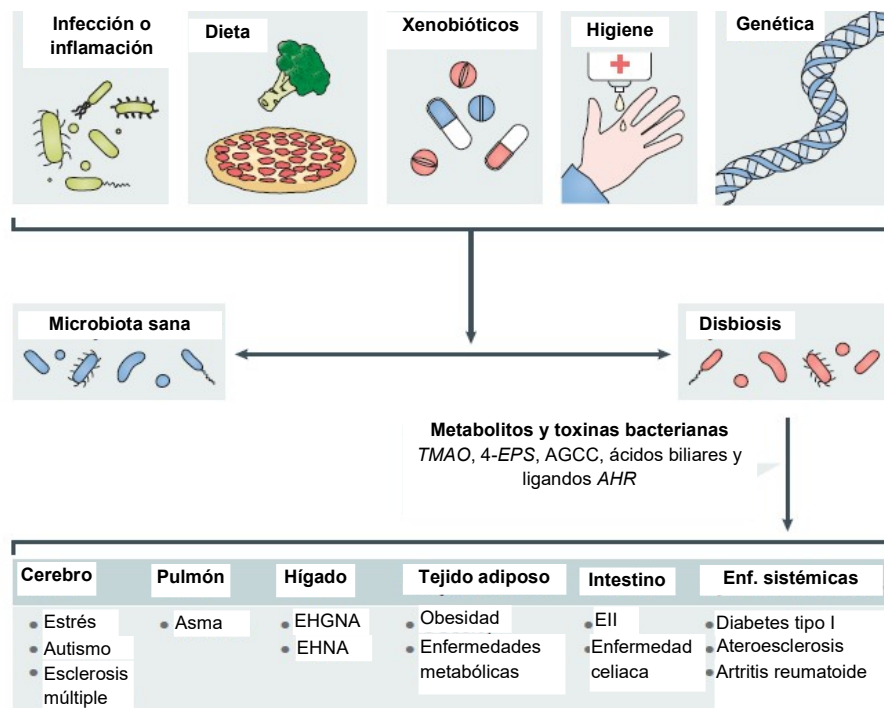 Infección o
inflamación
Dieta
Xenobióticos
Higiene
Genética
Microbiota sana
Disbiosis
Metabolitos y toxinas bacterianas
TMAO, 4-EPS, AGCC, ácidos biliares y
ligandos AHR
Cerebro
Estrés
Autismo
Esclerosis
múltiple
Pulmón
Asma
Hígado
EHGNA
EHNA
Tejido adiposo
Obesidad
Enfermedades
metabólicas
Intestino
EII
Enfermedad
celiaca
Enf. sistémicas
Diabetes tipo I
Ateroesclerosis
Artritis reumatoide